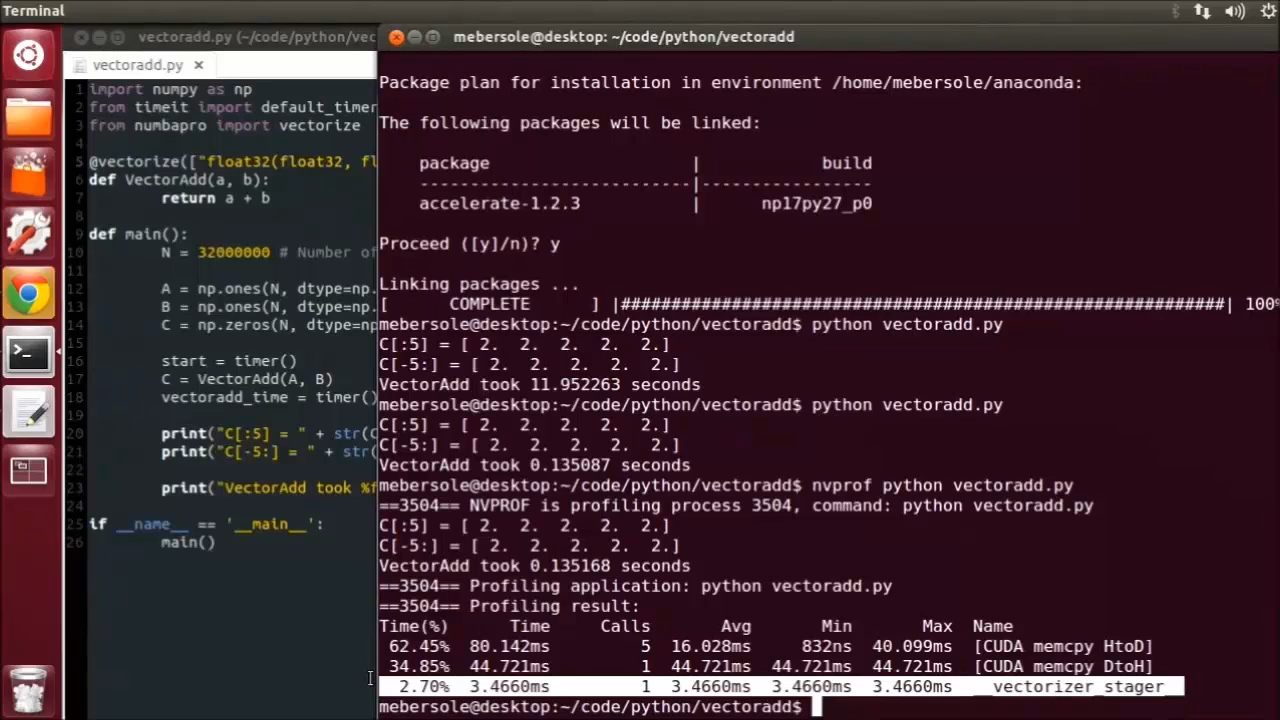 Terminal
vectoradd.py (~/code/python/vec
vectoradd.py ×
1 import numpy as np
2 from timeit import default_timer
3 from numbapro import vectorize
4
5 @vectorize(["float32(float32, fl
6 def VectorAdd(a, b):
7 return a + b
8
9 def main():
10 N = 32000000 # Number of
11
12 A = np.ones(N, dtype=np.
13 B = np.ones(N, dtype=np.
14 C = np.zeros(N, dtype=np
15
16 start = timer()
17 C = VectorAdd(A, B)
18 vectoradd_time = timer()
19
20 print("C[:5] = " + str(C
21 print("C[-5:] = " + str(
22
23 print("VectorAdd took %f
24
25 if __name__ == '__main__':
26 main()
mebersole@desktop: ~/code/python/vectoradd
Package plan for installation in environment /home/mebersole/anaconda:
The following packages will be linked:
package | build
---------------------------|-----------------
accelerate-1.2.3 | np17py27_p0
Proceed ([y]/n)? y
Linking packages ...
[ COMPLETE ] |############################################################| 100%
mebersole@desktop:~/code/python/vectoradd$ python vectoradd.py
C[:5] = [ 2. 2. 2. 2. 2.]
C[-5:] = [ 2. 2. 2. 2. 2.]
VectorAdd took 11.952263 seconds
mebersole@desktop:~/code/python/vectoradd$ python vectoradd.py
C[:5] = [ 2. 2. 2. 2. 2.]
C[-5:] = [ 2. 2. 2. 2. 2.]
VectorAdd took 0.135087 seconds
mebersole@desktop:~/code/python/vectoradd$ nvprof python vectoradd.py
==3504== NVPROF is profiling process 3504, command: python vectoradd.py
C[:5] = [ 2. 2. 2. 2. 2.]
C[-5:] = [ 2. 2. 2. 2. 2.]
VectorAdd took 0.135168 seconds
==3504== Profiling application: python vectoradd.py
==3504== Profiling result:
Time(%) Time Calls Avg Min Max Name
62.45% 80.142ms 5 16.028ms 832ns 40.099ms [CUDA memcpy HtoD]
34.85% 44.721ms 1 44.721ms 44.721ms 44.721ms [CUDA memcpy DtoH]
2.70% 3.4660ms 1 3.4660ms 3.4660ms 3.4660ms __vectorizer_stager__
mebersole@desktop:~/code/python/vectoradd$